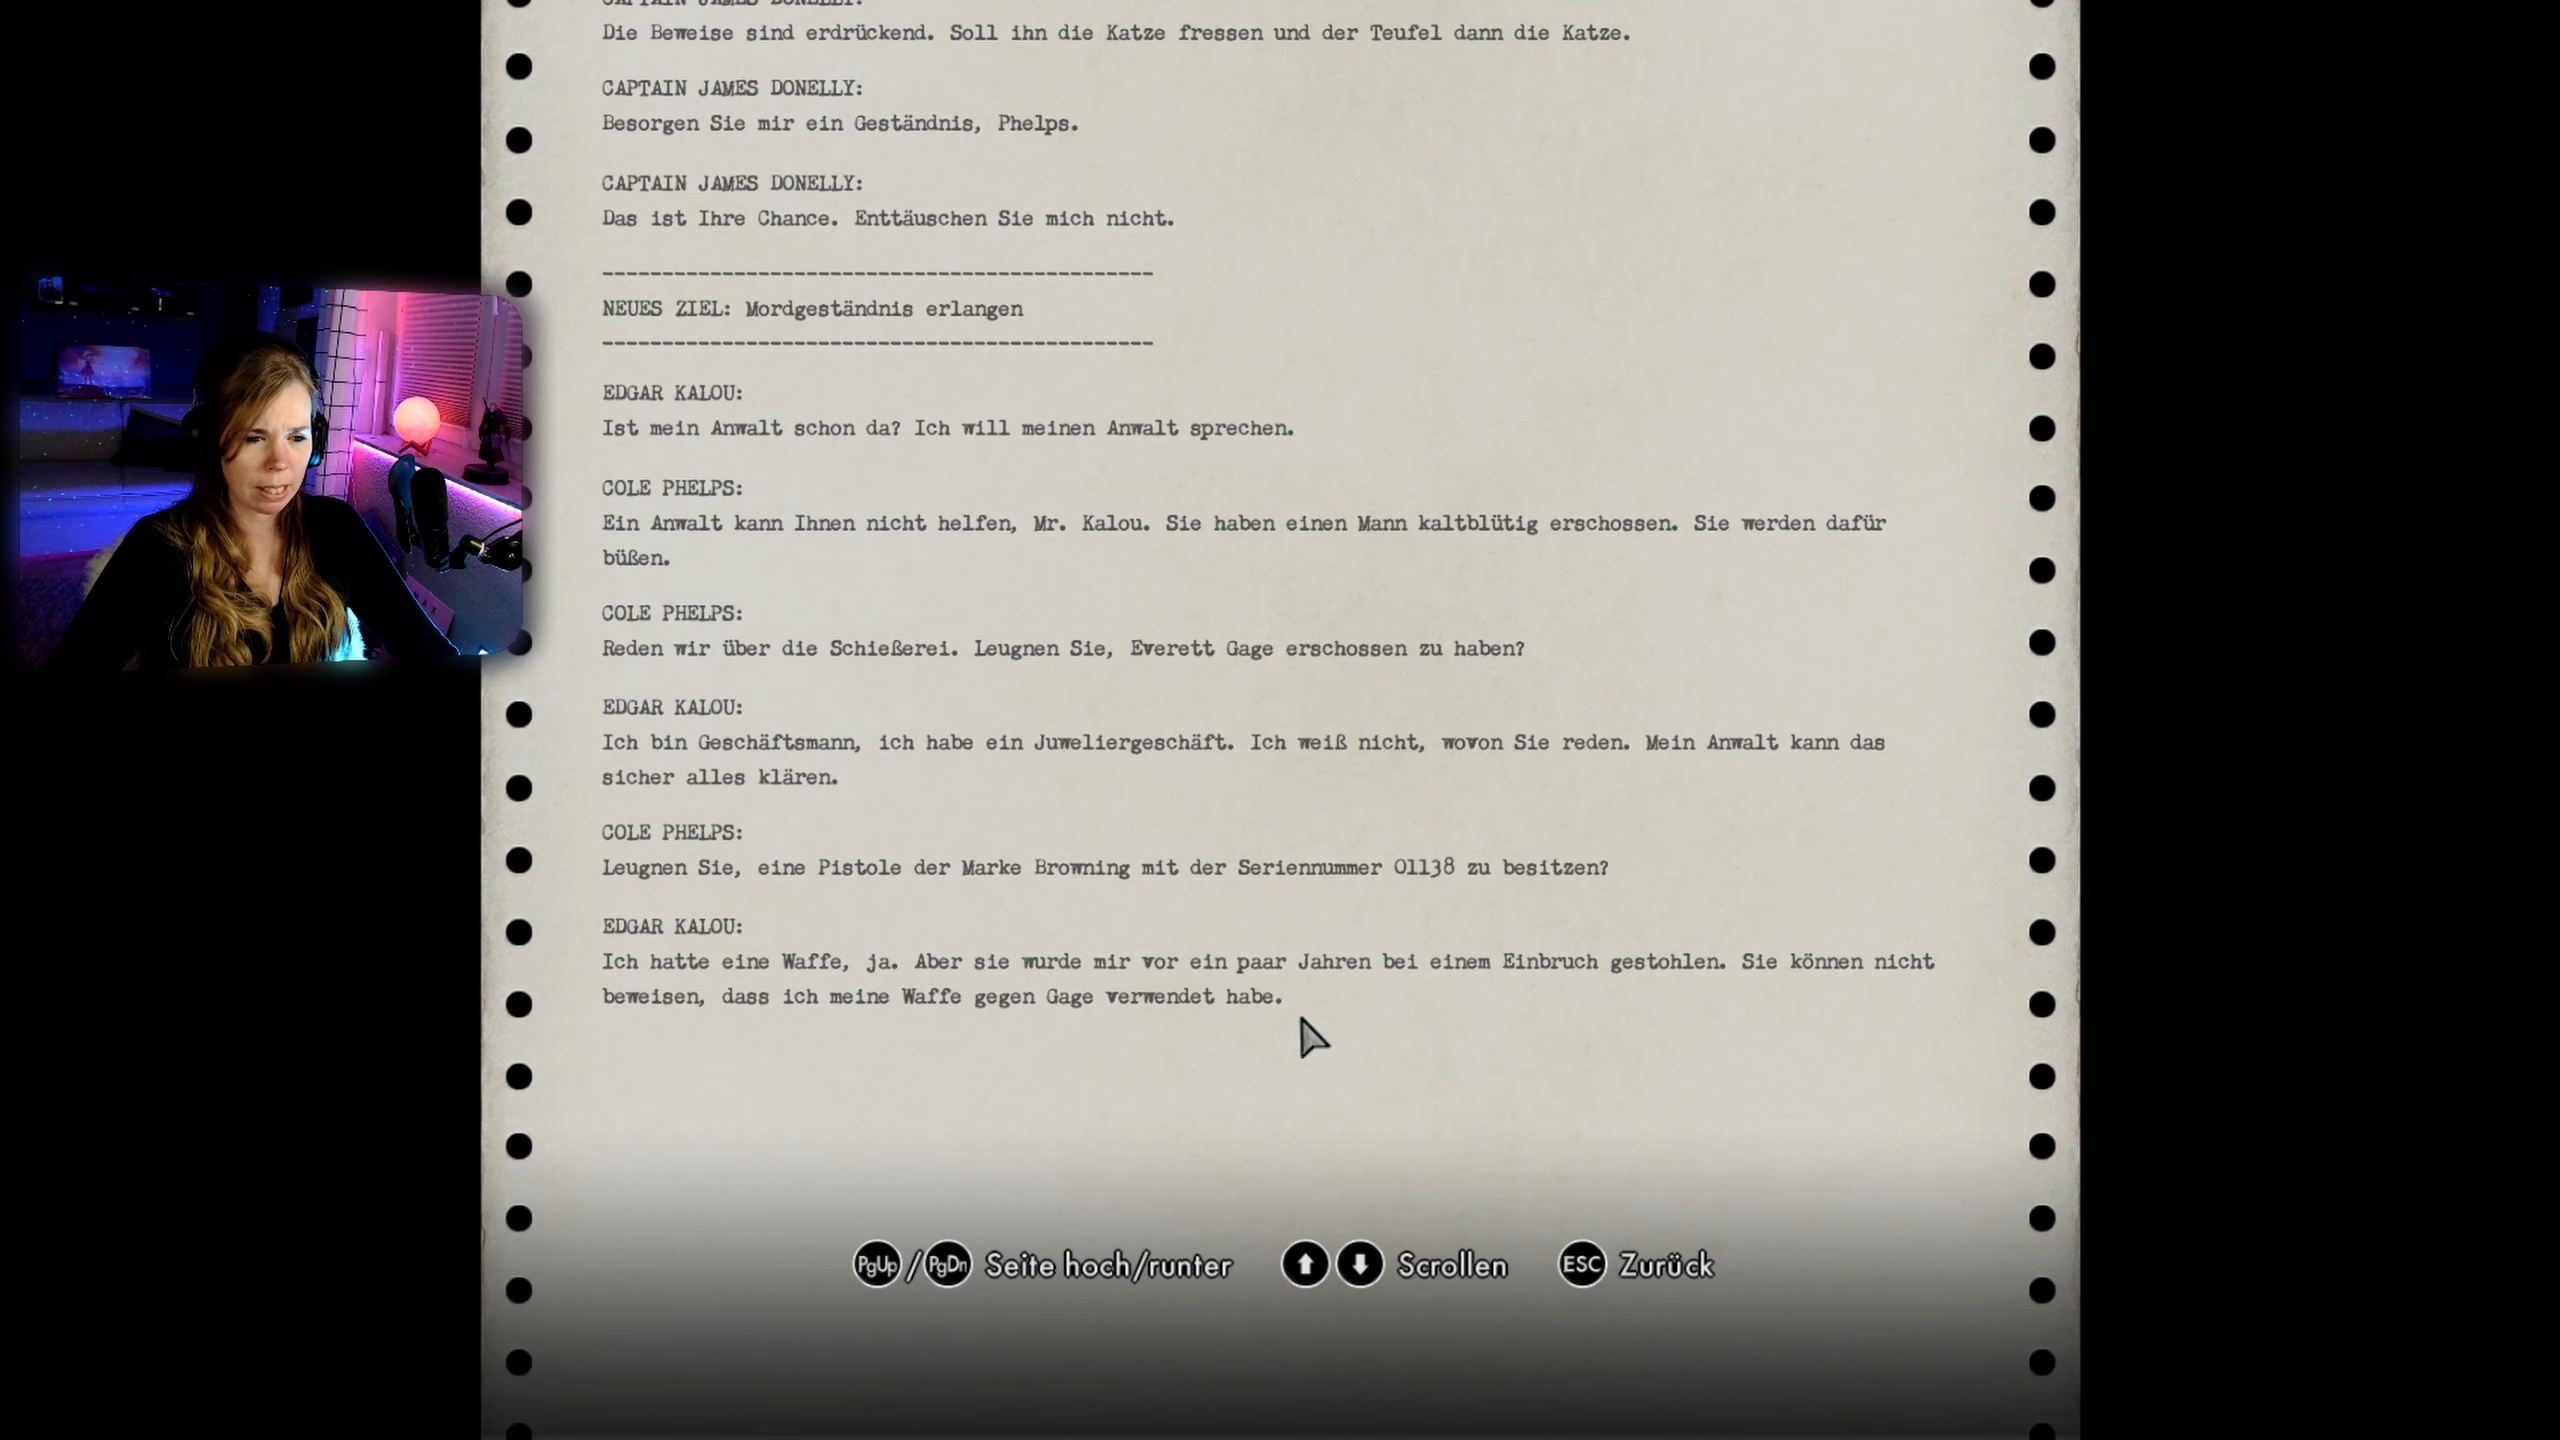 CAPTAIN JAMES DONELLY:
Die Beweise sind erdrückend. Soll ihn die Katze fressen und der Teufel dann die Katze.
CAPTAIN JAMES DONELLY:
Besorgen Sie mir ein Geständnis, Phelps.
CAPTAIN JAMES DONELLY:
Das ist Ihre Chance. Enttäuschen Sie mich nicht.
----------------------------------------------
NEUES ZIEL: Mordgeständnis erlangen
----------------------------------------------
EDGAR KALOU:
Ist mein Anwalt schon da? Ich will meinen Anwalt sprechen.
COLE PHELPS:
Ein Anwalt kann Ihnen nicht helfen, Mr. Kalou. Sie haben einen Mann kaltblütig erschossen. Sie werden dafür
büßen.
COLE PHELPS:
Reden wir über die Schießerei. Leugnen Sie, Everett Gage erschossen zu haben?
EDGAR KALOU:
Ich bin Geschäftsmann, ich habe ein Juweliergeschäft. Ich weiß nicht, wovon Sie reden. Mein Anwalt kann das
sicher alles klären.
COLE PHELPS:
Leugnen Sie, eine Pistole der Marke Browning mit der Seriennummer 01138 zu besitzen?
EDGAR KALOU:
Ich hatte eine Waffe, ja. Aber sie wurde mir vor ein paar Jahren bei einem Einbruch gestohlen. Sie können nicht
beweisen, dass ich meine Waffe gegen Gage verwendet habe.
PgUp / PgDn Seite hoch/runter Scrollen ESC Zurück